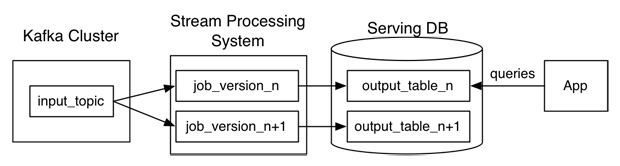 Kafka Cluster
Stream Processing
System
Serving DB
input_topic
job_version_n
job_version_n+1
output_table_n
output_table_n+1
queries
App